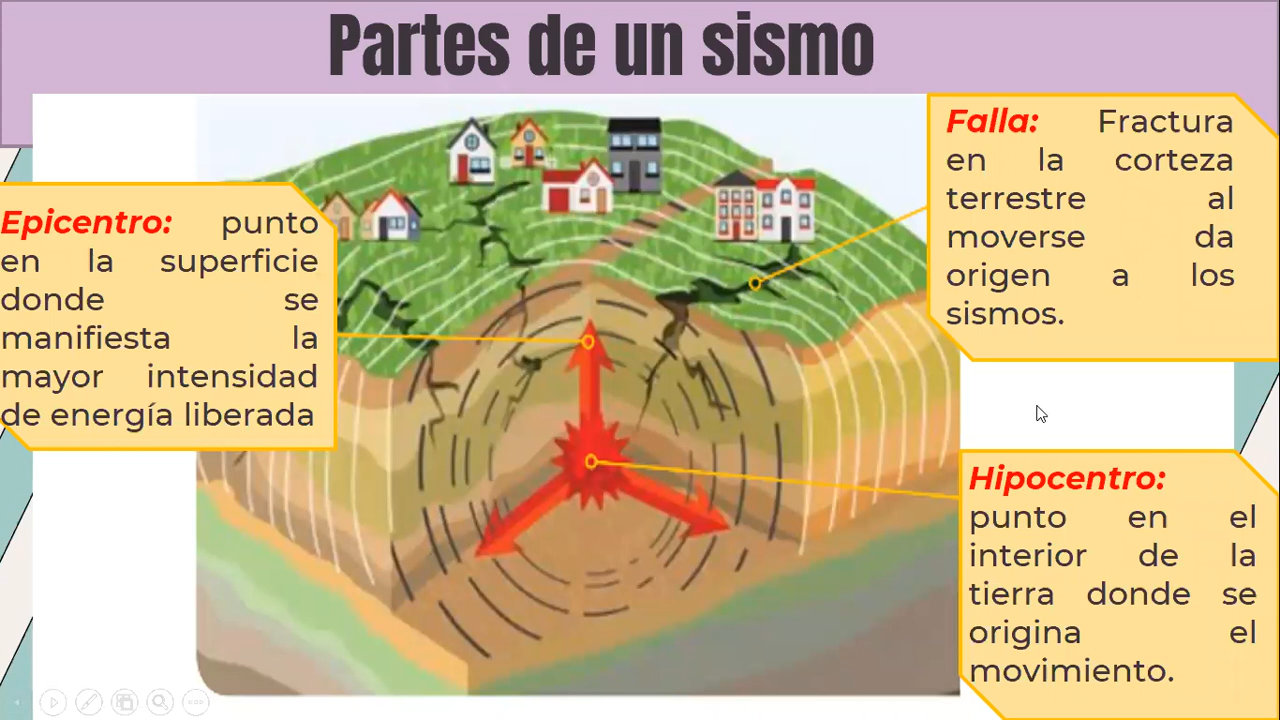 Partes de un sismo
Epicentro: punto
en la superficie
donde se
manifiesta la
mayor intensidad
de energía liberada
Falla: Fractura
en la corteza
terrestre al
moverse da
origen a los
sismos.
Hipocentro:
punto en el
interior de la
tierra donde se
origina el
movimiento.